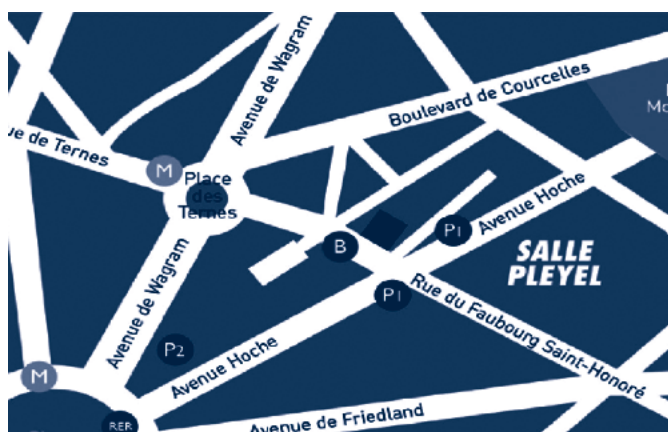 Avenue de Wagram
Boulevard de Courcelles
Mo
ue de Ternes
M
Place
des
Ternes
Avenue Hoche
P1
B
SALLE
PLEYEL
Avenue de Wagram
P1
Rue du Faubourg Saint-Honoré
P2
Avenue Hoche
M
RER
Avenue de Friedland